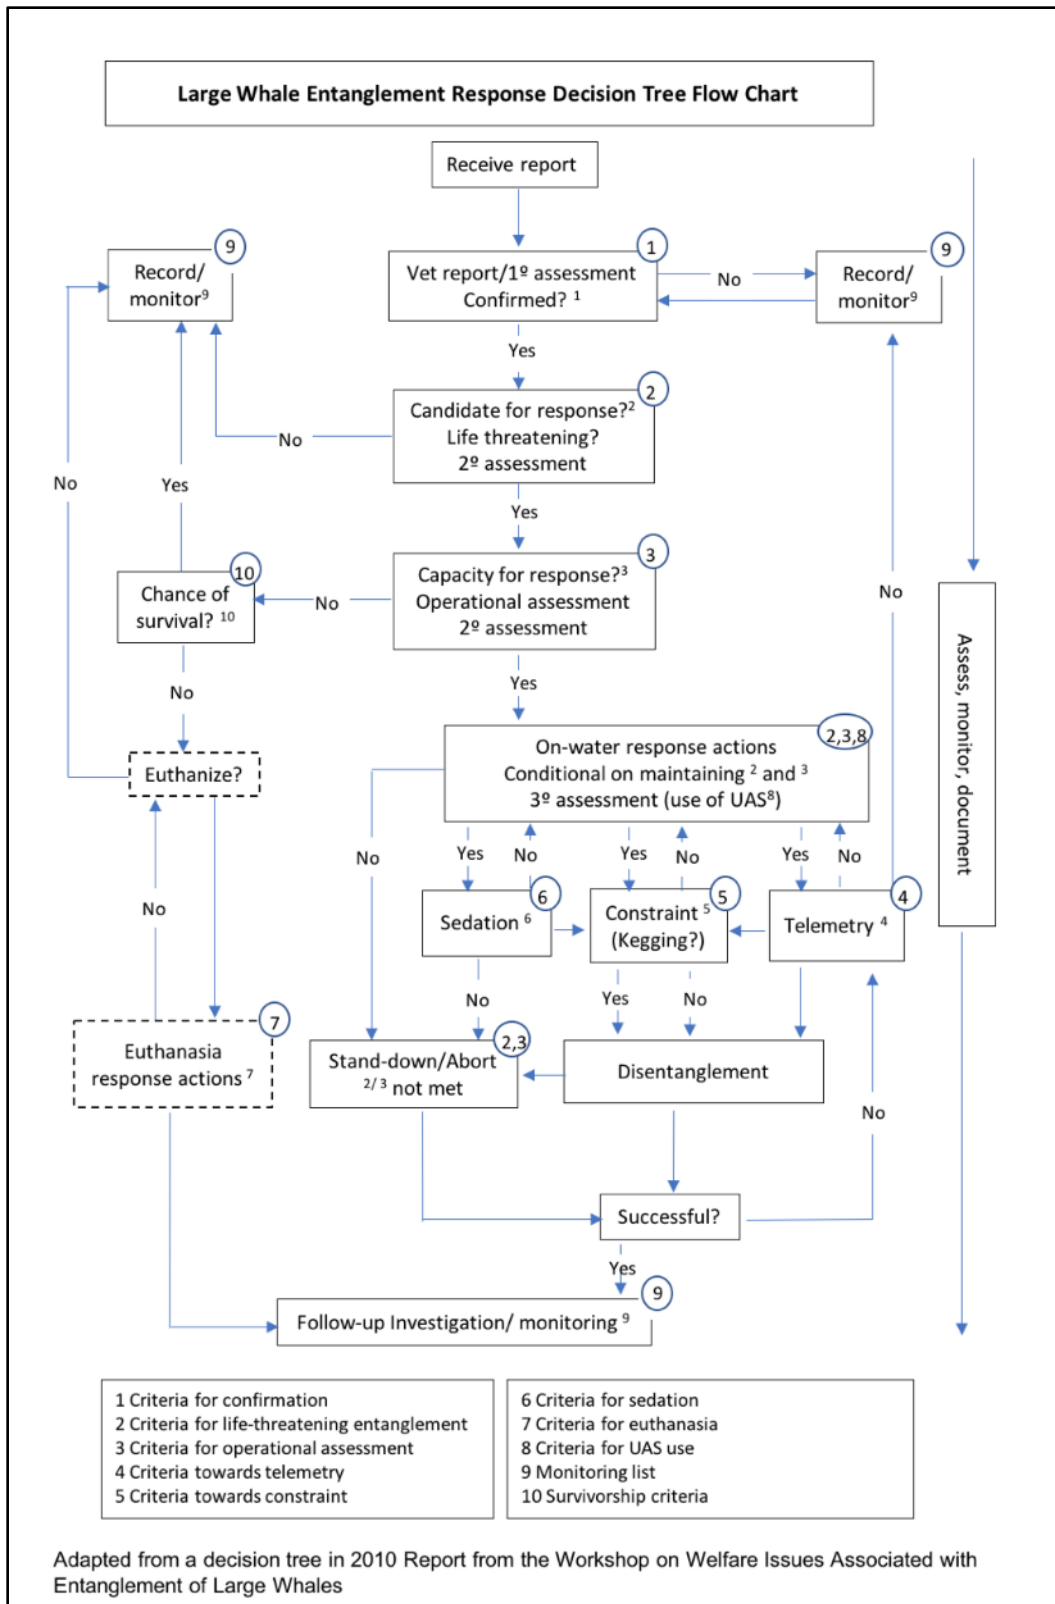 Large Whale Entanglement Response Decision Tree Flow Chart
Receive report
9
Record/
monitor⁹
1
Vet report/1º assessment
Confirmed? ¹
No
9
Record/
monitor⁹
Yes
2
Candidate for response?²
Life threatening?
2º assessment
No
No
Yes
Yes
3
Capacity for response?³
Operational assessment
2º assessment
No
10
Chance of
survival? ¹⁰
No
No
Yes
Assess, monitor, document
2,3,8
On-water response actions
Conditional on maintaining ² and ³
3º assessment (use of UAS⁸)
Euthanize?
No
Yes
No
Yes
No
Yes
No
No
6
Sedation ⁶
5
Constraint ⁵
(Kegging?)
4
Telemetry ⁴
No
Yes
No
7
Euthanasia
response actions ⁷
2,3
Stand-down/Abort
²/ ³ not met
Disentanglement
No
Successful?
Yes
9
Follow-up Investigation/ monitoring ⁹
1 Criteria for confirmation
2 Criteria for life-threatening entanglement
3 Criteria for operational assessment
4 Criteria towards telemetry
5 Criteria towards constraint
6 Criteria for sedation
7 Criteria for euthanasia
8 Criteria for UAS use
9 Monitoring list
10 Survivorship criteria
Adapted from a decision tree in 2010 Report from the Workshop on Welfare Issues Associated with
Entanglement of Large Whales